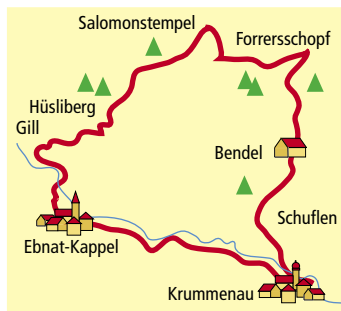 Salomonstempel
Forrersschopf
Hüsliberg
Gill
Bendel
Schuflen
Ebnat-Kappel
Krummenau